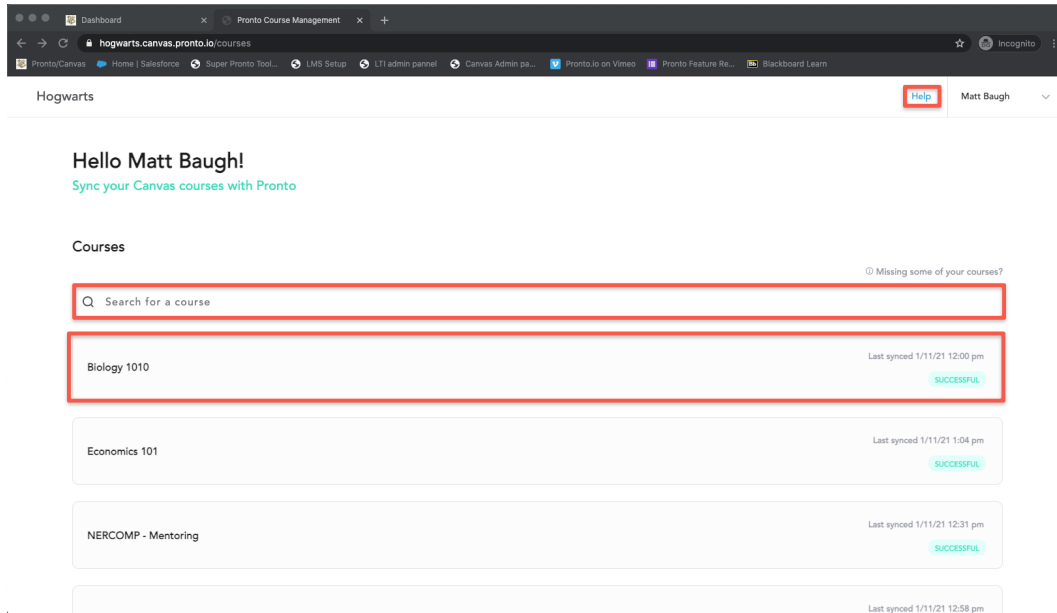 Dashboard
Pronto Course Management
hogwarts.canvas.pronto.io/courses
Incognito
Pronto/Canvas Home | Salesforce Super Pronto Tool... LMS Setup LTI admin pannel Canvas Admin pa... Pronto.io on Vimeo Pronto Feature Re... Blackboard Learn
Hogwarts Help Matt Baugh
Hello Matt Baugh!
Sync your Canvas courses with Pronto
Courses
Missing some of your courses?
Search for a course
Last synced 1/11/21 12:00 pm
Biology 1010
SUCCESSFUL
Last synced 1/11/21 1:04 pm
Economics 101
SUCCESSFUL
Last synced 1/11/21 12:31 pm
NERCOMP - Mentoring
SUCCESSFUL
Last synced 1/11/21 12:58 pm